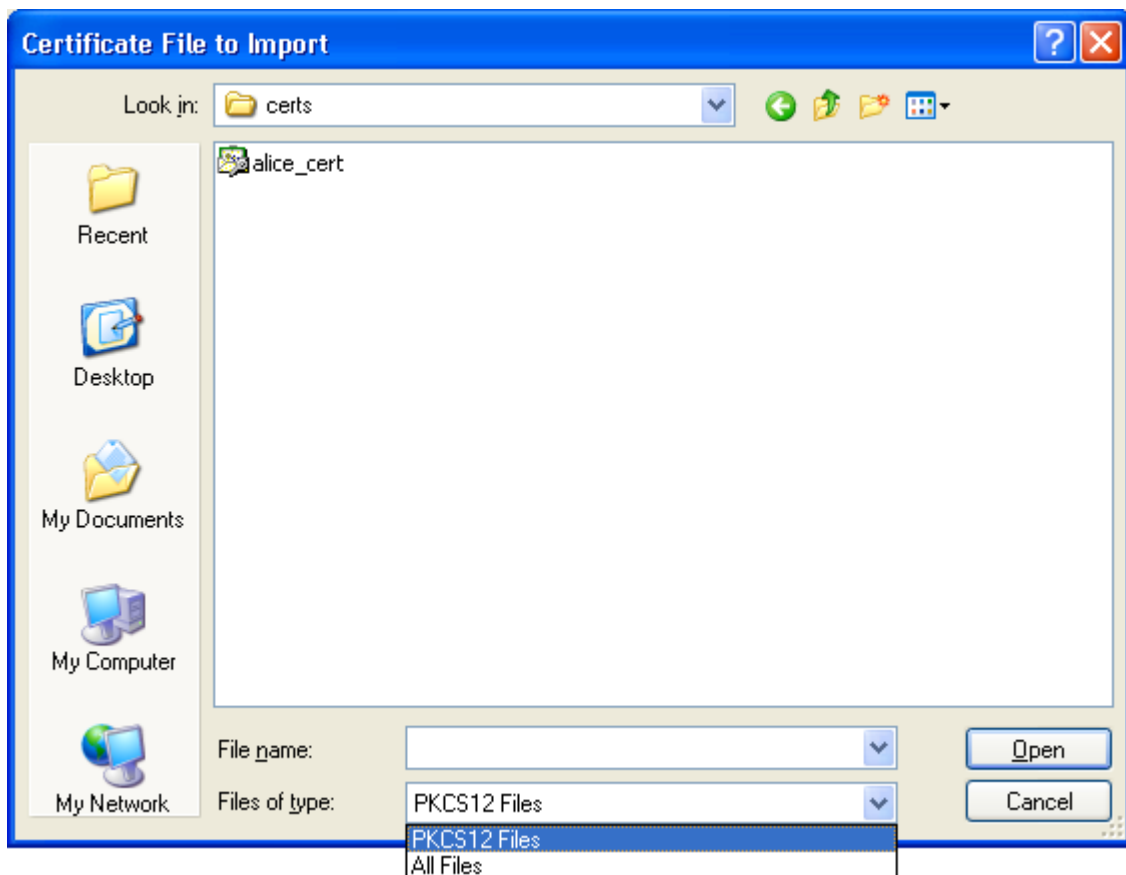 Certificate File to Import
Look in: certs
alice_cert
Recent
Desktop
My Documents
My Computer
My Network
File name:
Open
Files of type: PKCS12 Files
Cancel
PKCS12 Files
All Files